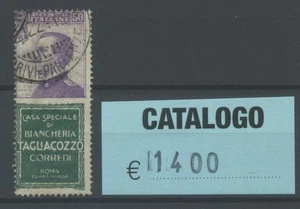 ITALIANE 50
CASA SPECIALE
DI
BIANCHERIA
TAGLIACOZZO
CORREDI
ROMA
CATALOGO
€ 1400